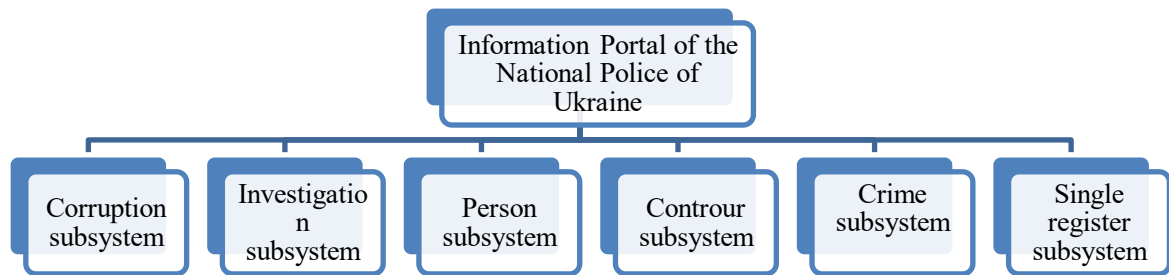 Information Portal of the
National Police of
Ukraine
Corruption
subsystem
Investigatio
n
subsystem
Person
subsystem
Controur
subsystem
Crime
subsystem
Single
register
subsystem